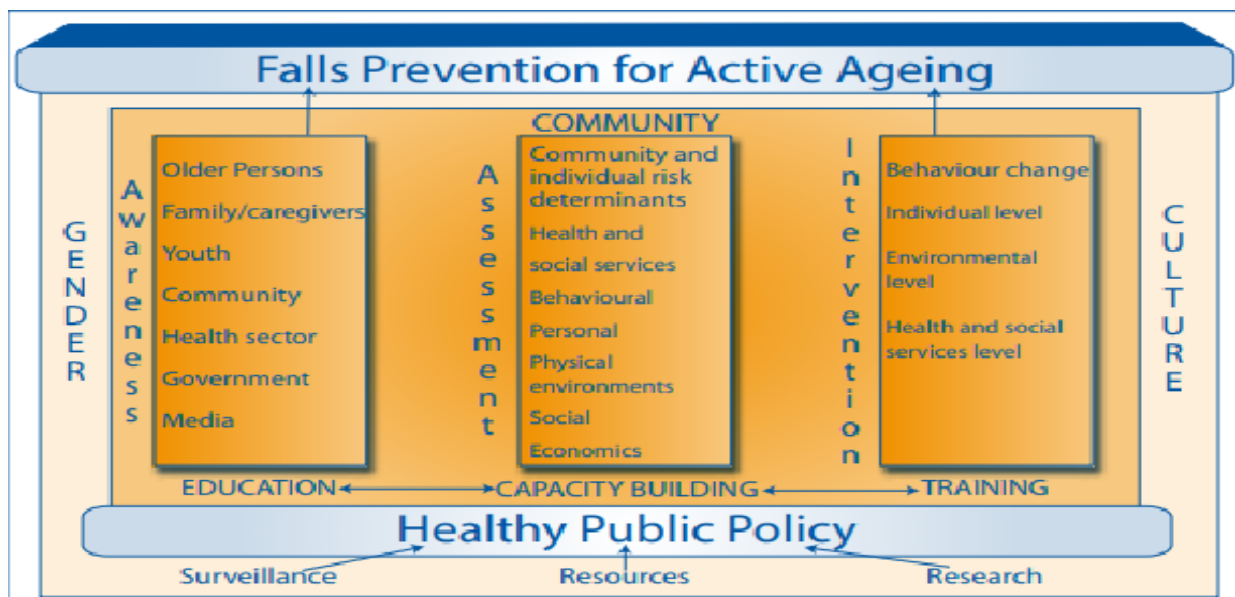 Falls Prevention for Active Ageing
COMMUNITY
GENDER
Awareness
Older Persons
Family/caregivers
Youth
Community
Health sector
Government
Media
Assessment
Community and
individual risk
determinants
Health and
social services
Behavioural
Personal
Physical
environments
Social
Economics
Intervention
Behaviour change
Individual level
Environmental
level
Health and social
services level
CULTURE
EDUCATION
CAPACITY BUILDING
TRAINING
Healthy Public Policy
Surveillance
Resources
Research